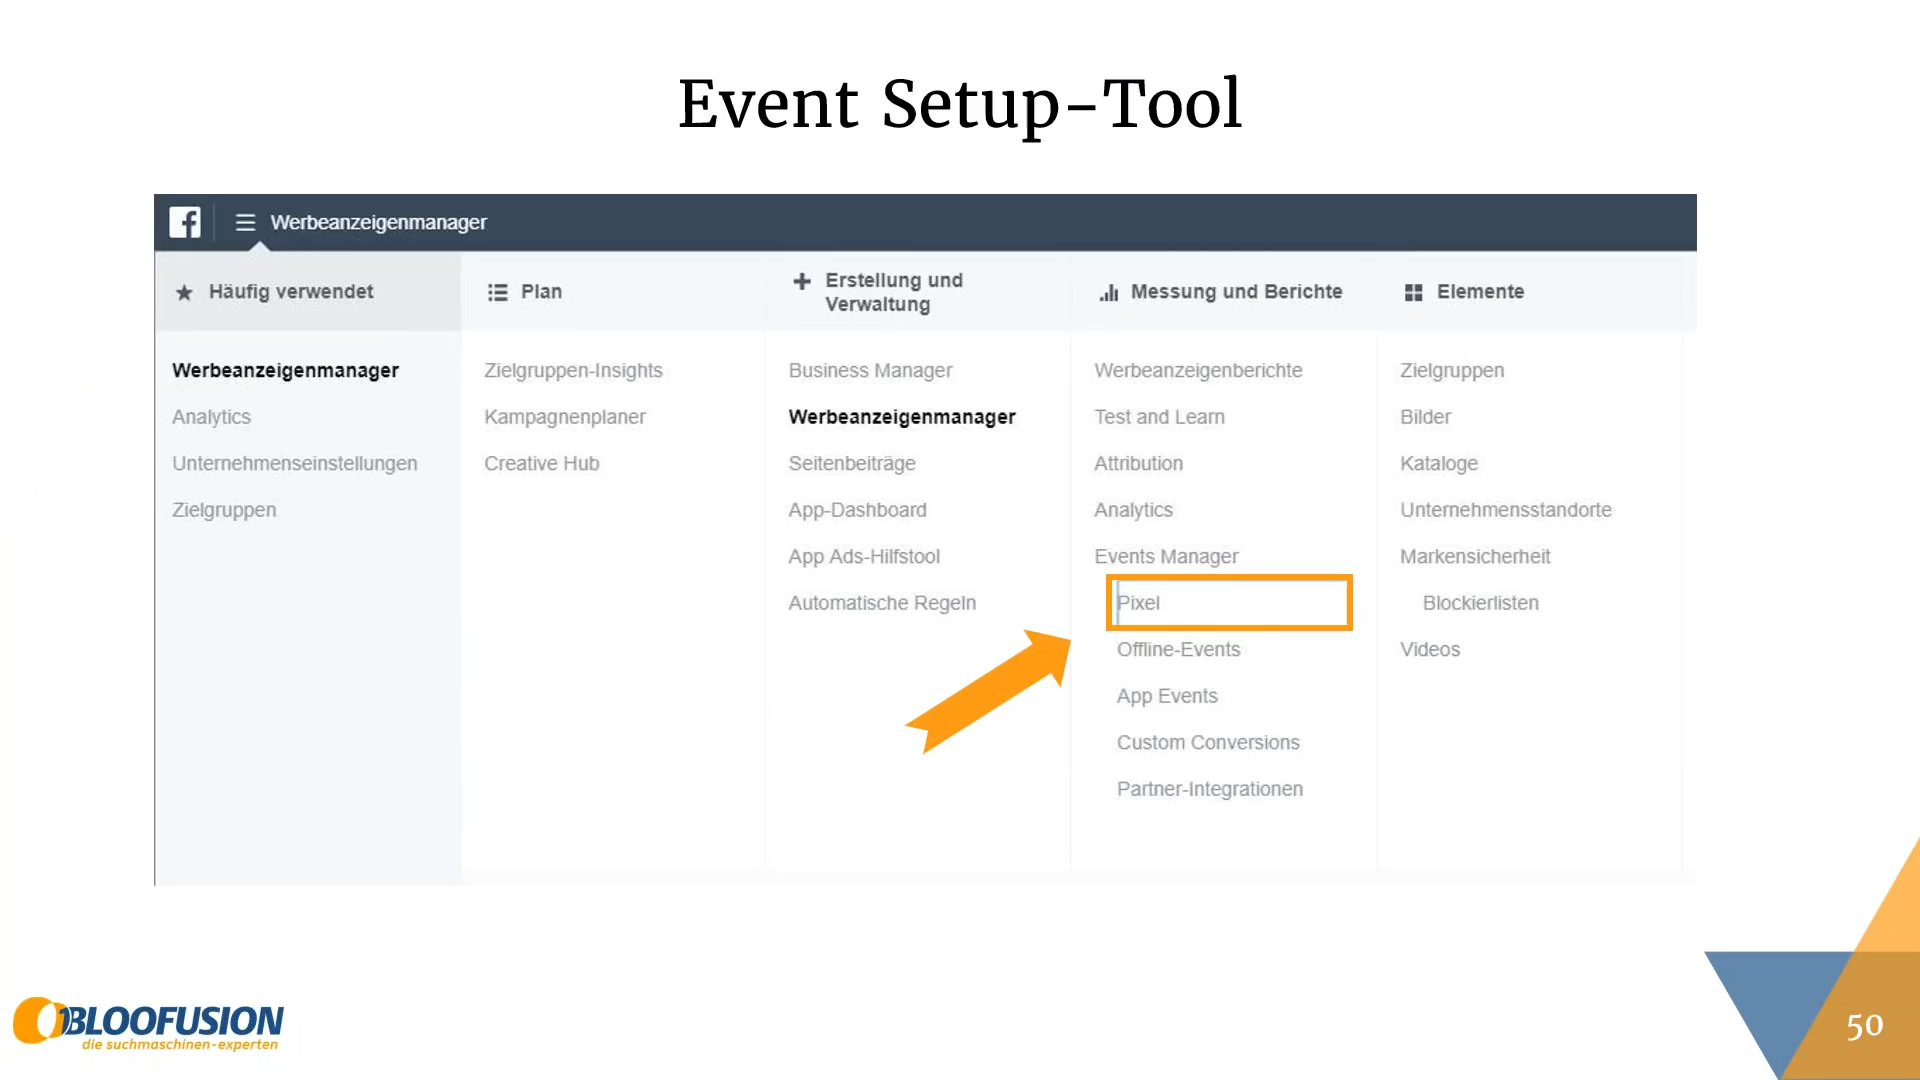 Event Setup-Tool
Werbeanzeigenmanager
Häufig verwendet
Werbeanzeigenmanager
Analytics
Unternehmenseinstellungen
Zielgruppen
Plan
Zielgruppen-Insights
Kampagnenplaner
Creative Hub
Erstellung und
Verwaltung
Business Manager
Werbeanzeigenmanager
Seitenbeiträge
App-Dashboard
App Ads-Hilfstool
Automatische Regeln
Messung und Berichte
Werbeanzeigenberichte
Test and Learn
Attribution
Analytics
Events Manager
Pixel
Offline-Events
App Events
Custom Conversions
Partner-Integrationen
Elemente
Zielgruppen
Bilder
Kataloge
Unternehmensstandorte
Markensicherheit
Blockierlisten
Videos
BLOOFUSION
die suchmaschinen-experten
50